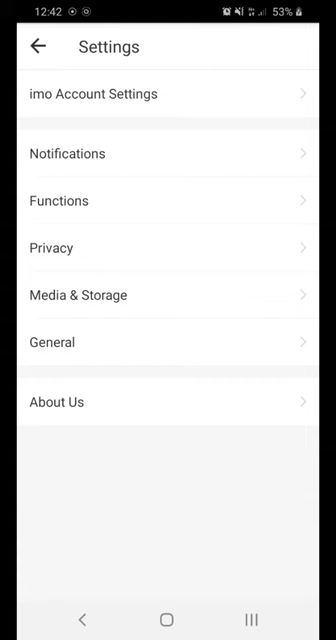 12:42 53%
Settings
imo Account Settings
Notifications
Functions
Privacy
Media & Storage
General
About Us